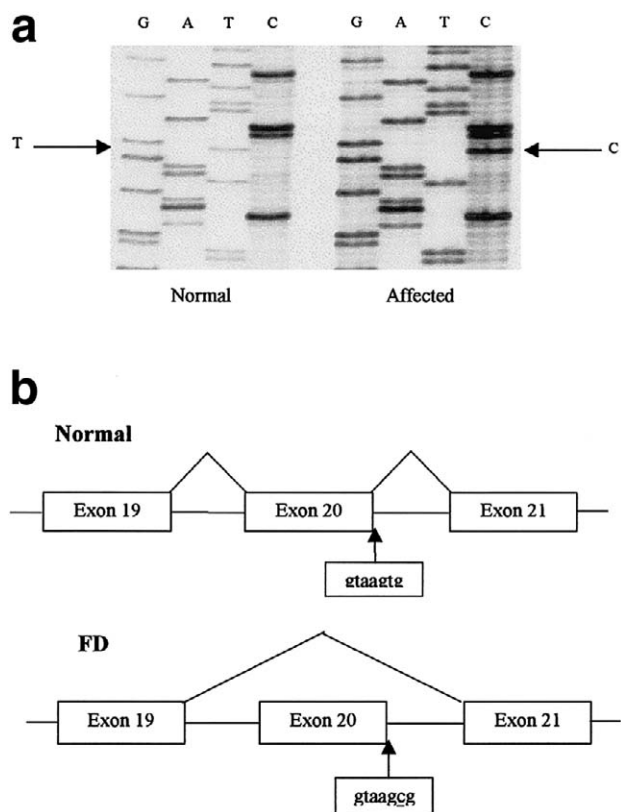 a
G A T C G A T C
T C
Normal Affected
b
Normal
Exon 19 Exon 20 Exon 21
gtaagtg
FD
Exon 19 Exon 20 Exon 21
gtaagcg